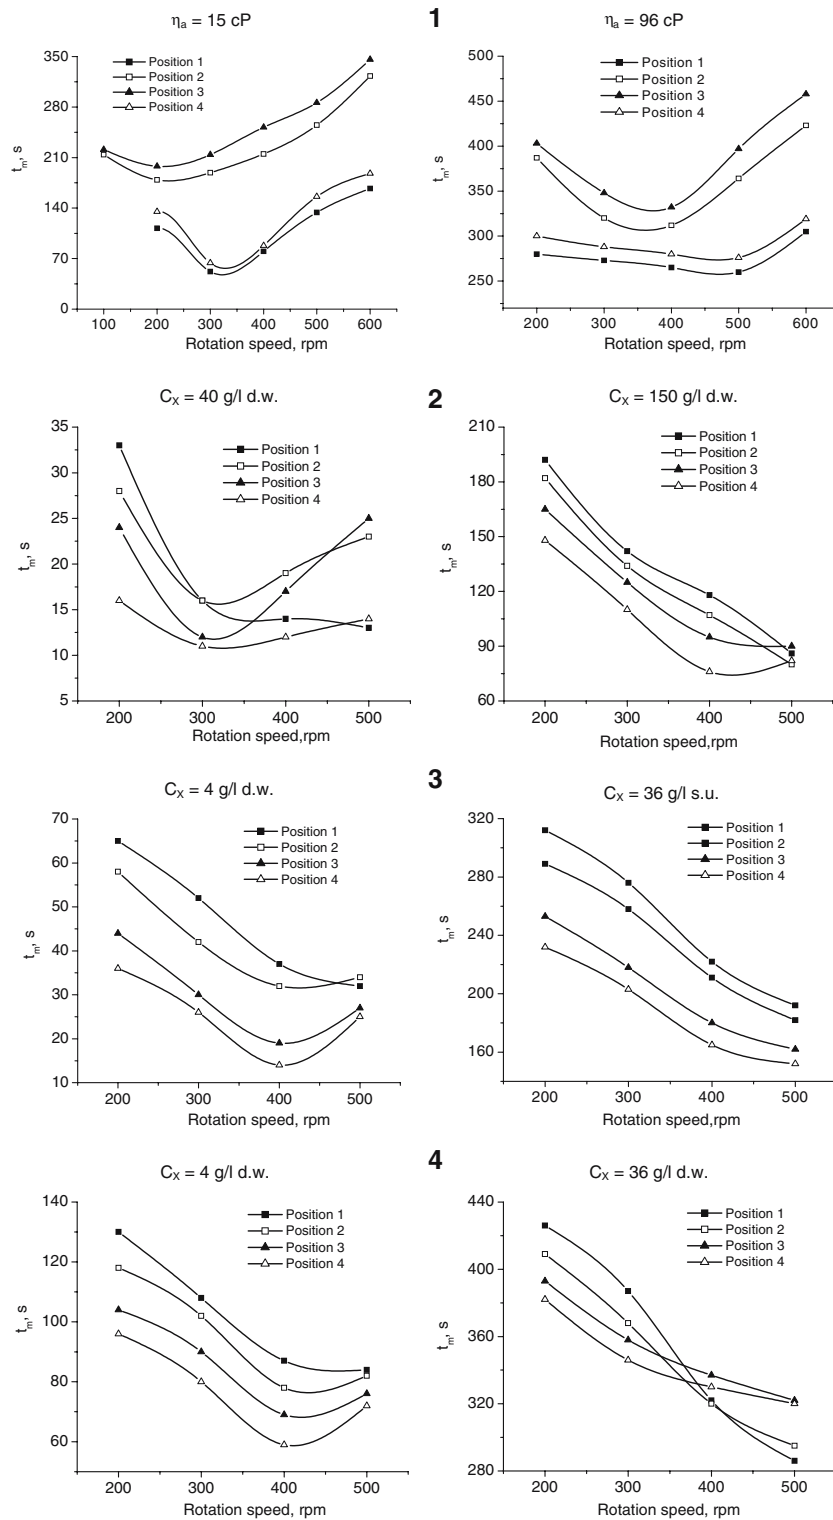 1
ηa = 15 cP
Position 1
Position 2
Position 3
Position 4
350
280
210
140
70
0
tm, s
100 200 300 400 500 600
Rotation speed, rpm
ηa = 96 cP
Position 1
Position 2
Position 3
Position 4
500
450
400
350
300
250
tm, s
200 300 400 500 600
Rotation speed, rpm
2
CX = 40 g/l d.w.
Position 1
Position 2
Position 3
Position 4
35
30
25
20
15
10
5
tm, s
200 300 400 500
Rotation speed,rpm
CX = 150 g/l d.w.
Position 1
Position 2
Position 3
Position 4
210
180
150
120
90
60
tm, s
200 300 400 500
Rotation speed,rpm
3
CX = 4 g/l d.w.
Position 1
Position 2
Position 3
Position 4
70
60
50
40
30
20
10
tm, s
200 300 400 500
Rotation speed, rpm
CX = 36 g/l s.u.
Position 1
Position 2
Position 3
Position 4
320
280
240
200
160
tm, s
200 300 400 500
Rotation speed,rpm
4
CX = 4 g/l d.w.
Position 1
Position 2
Position 3
Position 4
140
120
100
80
60
tm, s
200 300 400 500
Rotation speed, rpm
CX = 36 g/l d.w.
Position 1
Position 2
Position 3
Position 4
440
400
360
320
280
tm, s
200 300 400 500
Rotation speed, rpm